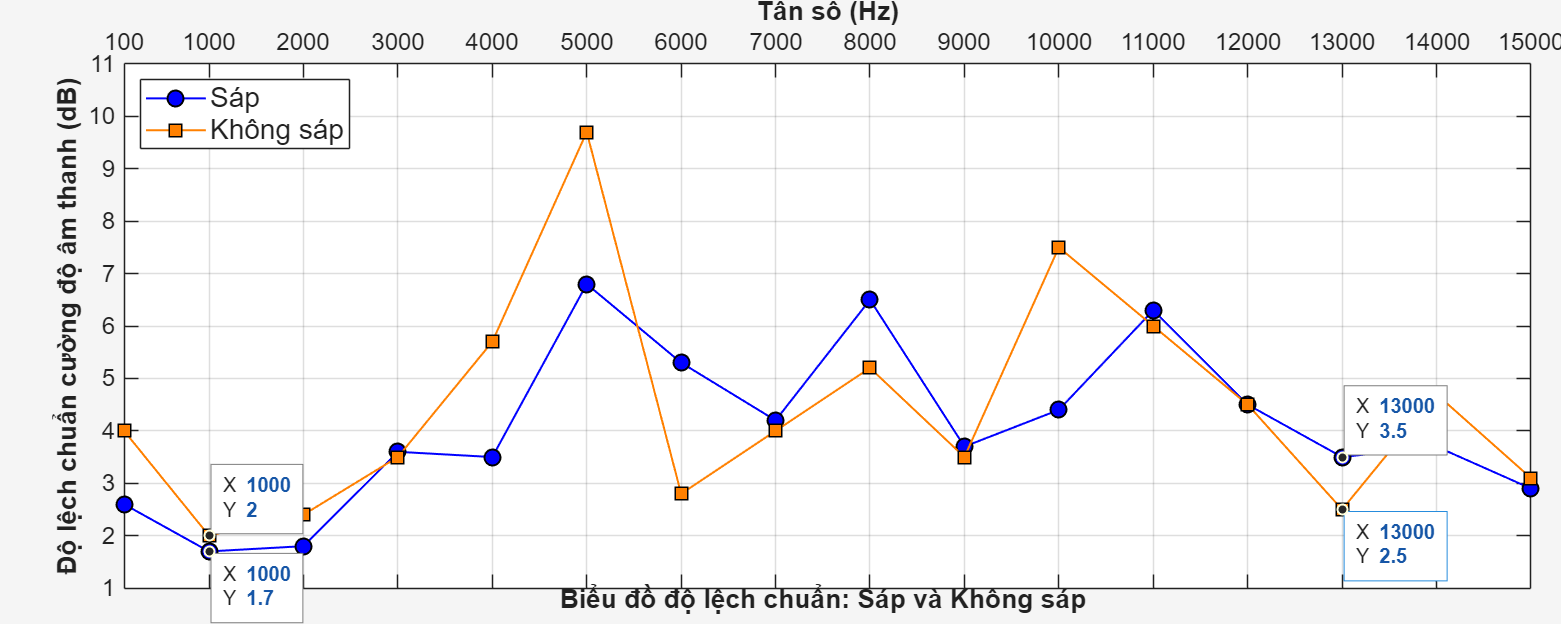 Tần số (Hz)
100 1000 2000 3000 4000 5000 6000 7000 8000 9000 10000 11000 12000 13000 14000 15000
11
10
9
8
7
6
5
4
3
2
1
Độ lệch chuẩn cường độ âm thanh (dB)
Sáp
Không sáp
X 1000
Y 2
X 1000
Y 1.7
X 13000
Y 3.5
X 13000
Y 2.5
Biểu đồ độ lệch chuẩn: Sáp và Không sáp